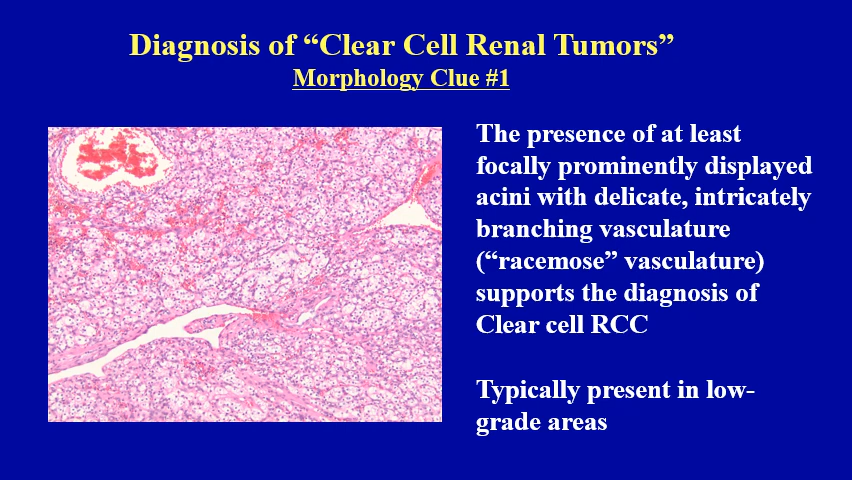 Diagnosis of “Clear Cell Renal Tumors”
Morphology Clue #1
The presence of at least
focally prominently displayed
acini with delicate, intricately
branching vasculature
(“racemose” vasculature)
supports the diagnosis of
Clear cell RCC
Typically present in low-
grade areas